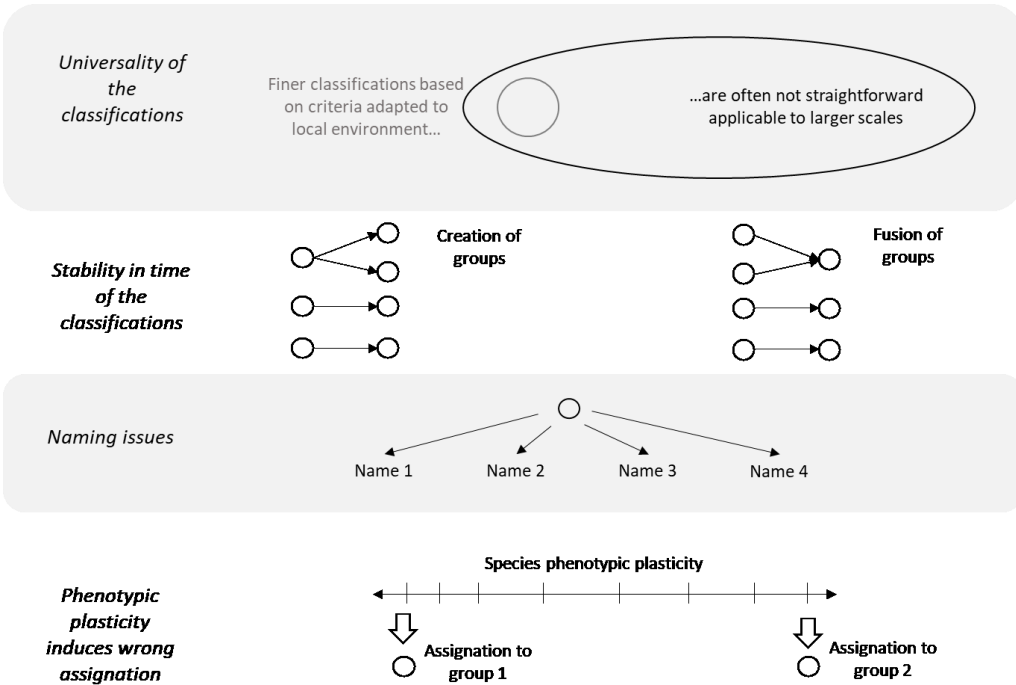 Universality of
the
classifications
Finer classifications based
on criteria adapted to
local environment...
...are often not straightforward
applicable to larger scales
Stability in time
of the
classifications
Creation of
groups
Fusion of
groups
Naming issues
Name 1
Name 2
Name 3
Name 4
Phenotypic
plasticity
induces wrong
assignation
Species phenotypic plasticity
Assignation to
group 1
Assignation to
group 2